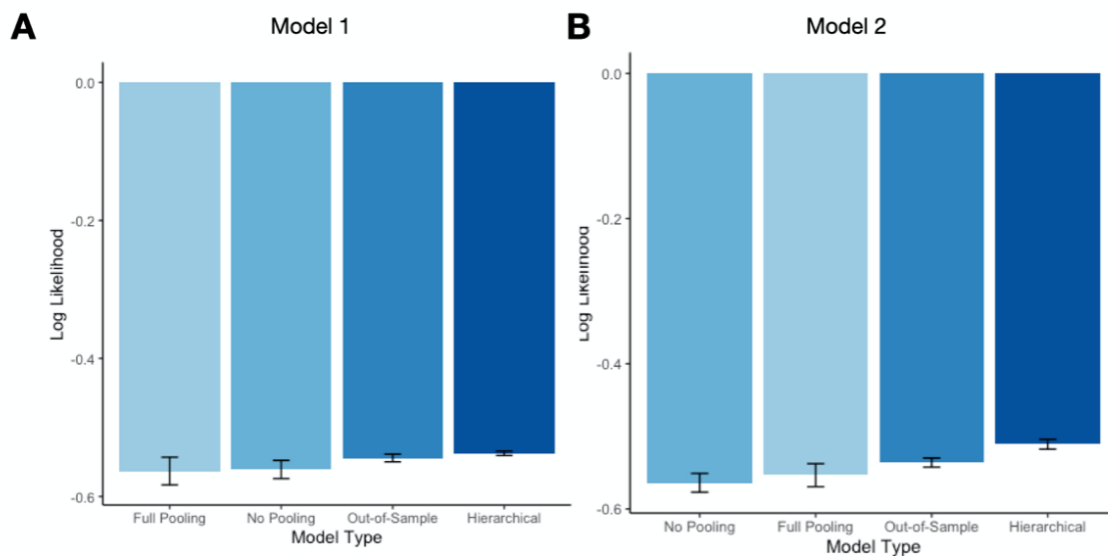 A
Model 1
0.0
-0.2
-0.4
-0.6
Log Likelihood
Full Pooling
No Pooling
Out-of-Sample
Hierarchical
Model Type
B
Model 2
0.0
-0.2
-0.4
-0.6
Log Likelihood
No Pooling
Full Pooling
Out-of-Sample
Hierarchical
Model Type